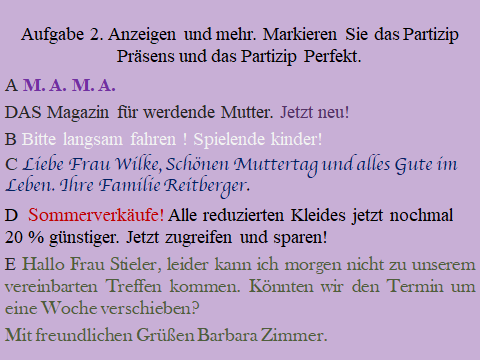 Aufgabe 2. Anzeigen und mehr. Markieren Sie das Partizip
Präsens und das Partizip Perfekt.
A M. A. M. A.
DAS Magazin für werdende Mutter. Jetzt neu!
B Bitte langsam fahren ! Spielende kinder!
C Liebe Frau Wilke, Schönen Muttertag und alles Gute im
Leben. Ihre Familie Reitberger.
D Sommerverkäufe! Alle reduzierten Kleides jetzt nochmal
20 % günstiger. Jetzt zugreifen und sparen!
E Hallo Frau Stieler, leider kann ich morgen nicht zu unserem
vereinbarten Treffen kommen. Könnten wir den Termin um
eine Woche verschieben?
Mit freundlichen Grüßen Barbara Zimmer.